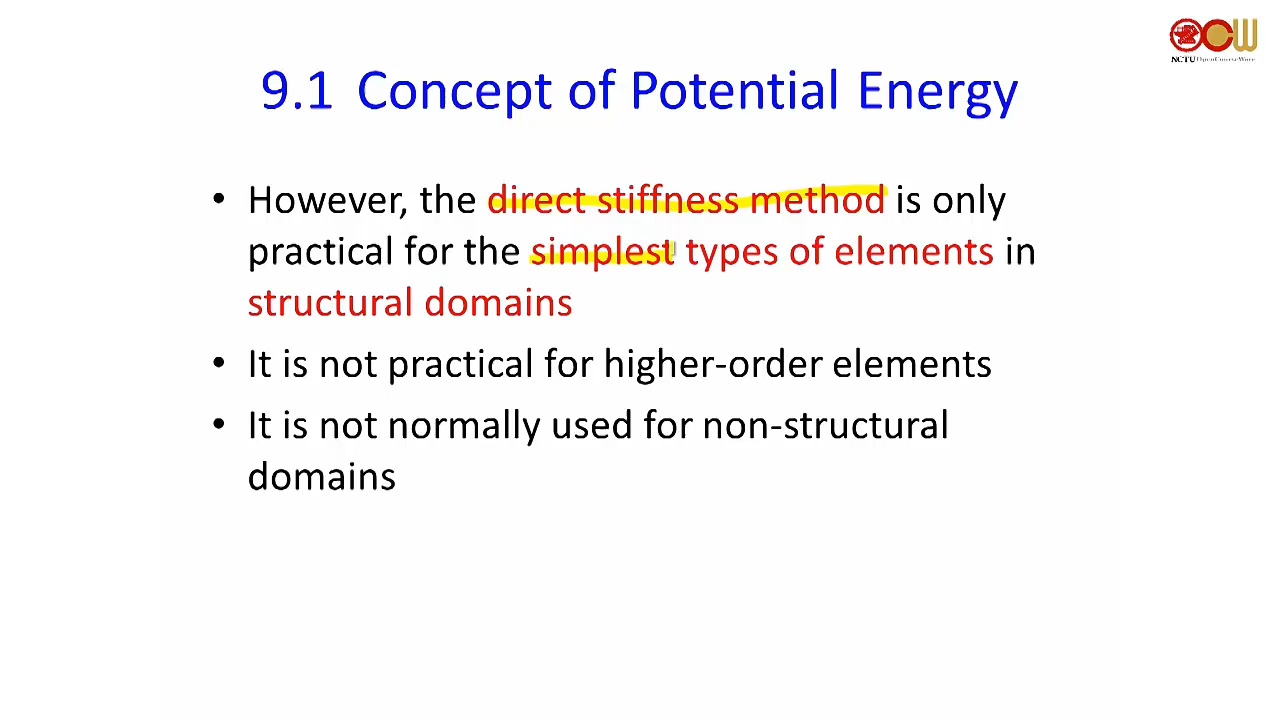 NCTU OpenCourseWare
9.1 Concept of Potential Energy
• However, the direct stiffness method is only
practical for the simplest types of elements in
structural domains
• It is not practical for higher-order elements
• It is not normally used for non-structural
domains